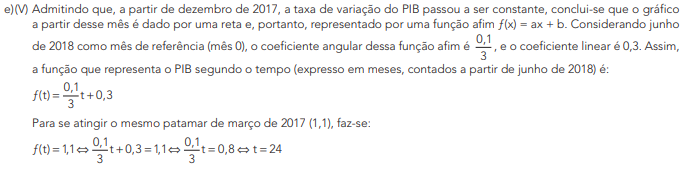 e)(V) Admitindo que, a partir de dezembro de 2017, a taxa de variação do PIB passou a ser constante, conclui-se que o gráfico
a partir desse mês é dado por uma reta e, portanto, representado por uma função afim f(x) = ax + b. Considerando junho
de 2018 como mês de referência (mês 0), o coeficiente angular dessa função afim é 0,1/3, e o coeficiente linear é 0,3. Assim,
a função que representa o PIB segundo o tempo (expresso em meses, contados a partir de junho de 2018) é:
f(t) = 0,1/3 t + 0,3
Para se atingir o mesmo patamar de março de 2017 (1,1), faz-se:
f(t) = 1,1 ⇔ 0,1/3 t + 0,3 = 1,1 ⇔ 0,1/3 t = 0,8 ⇔ t = 24